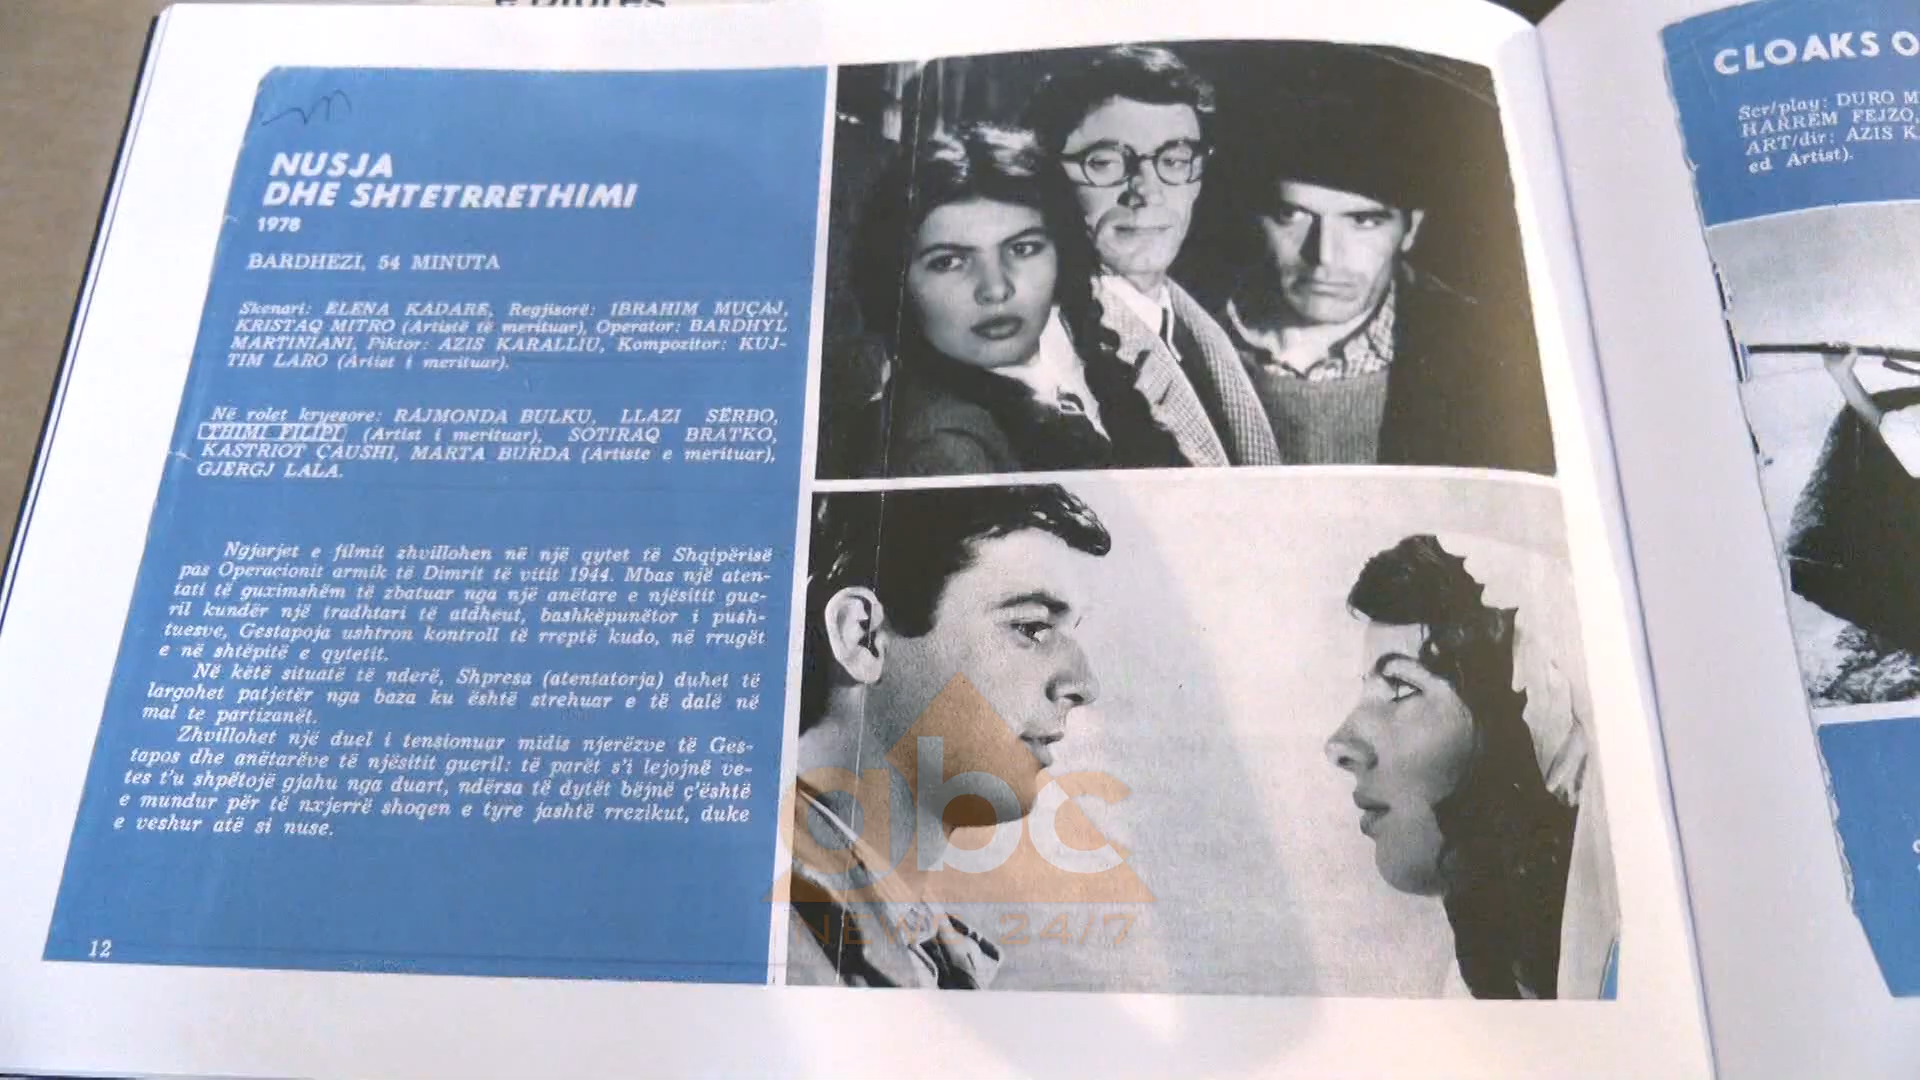 NUSJA
DHE SHTETRRETHIMI
1978
BARDHEZI, 54 MINUTA
Skenari: ELENA KADARE, Regjisorë: IBRAHIM MUÇAJ,
KRISTAQ MITRO (Artistë të merituar), Operator: BARDHYL
MARTINIANI, Piktor: AZIS KARALLIU, Kompozitor: KUJ-
TIM LARO (Artist i merituar).
Në rolet kryesore: RAJMONDA BULKU, LLAZI SËRBO,
THIMI FILIPI (Artist i merituar), SOTIRAQ BRATKO,
KASTRIOT ÇAUSHI, MARTA BURDA (Artiste e merituar),
GJERGJ LALA.
Ngjarjet e filmit zhvillohen në një qytet të Shqipërisë
pas Operacionit armik të Dimrit të vitit 1944. Mbas një aten-
tati të guximshëm të zbatuar nga një anëtare e njësitit gue-
ril kundër një tradhtari të atdheut, bashkëpunëtor i push-
tuesve, Gestapoja ushtron kontroll të rreptë kudo, në rrugët
e në shtëpitë e qytetit.
Në këtë situatë të nderë, Shpresa (atentatorja) duhet të
largohet patjetër nga baza ku është strehuar e të dalë në
mal te partizanët.
Zhvillohet një duel i tensionuar midis njerëzve të Ges-
tapos dhe anëtarëve të njësitit gueril: të parët s'i lejojnë ve-
tes t'u shpëtojë gjahu nga duart, ndërsa të dytët bëjnë ç'është
e mundur për të nxjerrë shoqen e tyre jashtë rrezikut, duke
e veshur atë si nuse.
12
abc
NEWS 24/7
CLOAKS O
Scr/play: DURO M
HARREM FEJZO,
ART/dir: AZIS K
ed Artist).